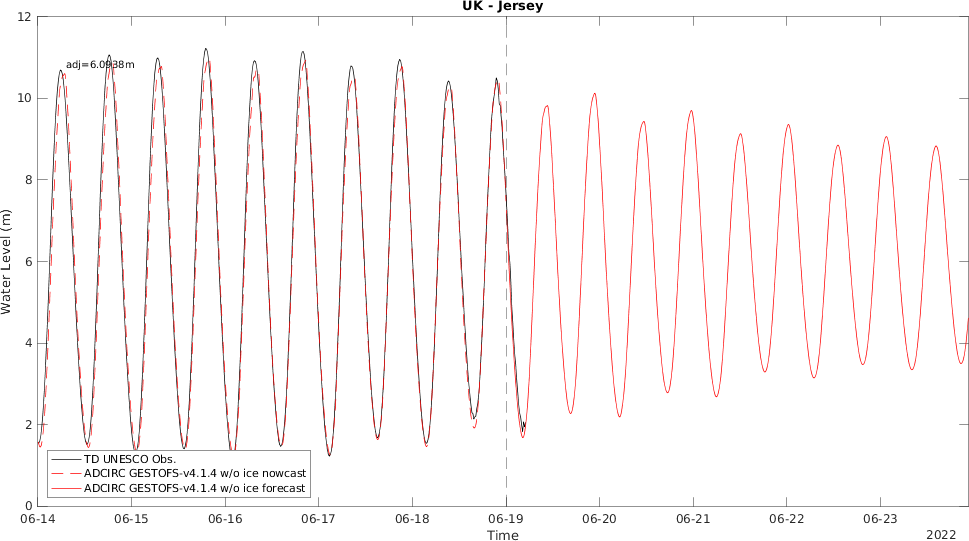 UK - Jersey
12
10
8
6
4
2
0
Water Level (m)
adj=6.0938m
TD UNESCO Obs.
ADCIRC GESTOFS-v4.1.4 w/o ice nowcast
ADCIRC GESTOFS-v4.1.4 w/o ice forecast
06-14 06-15 06-16 06-17 06-18 06-19 06-20 06-21 06-22 06-23
Time
2022